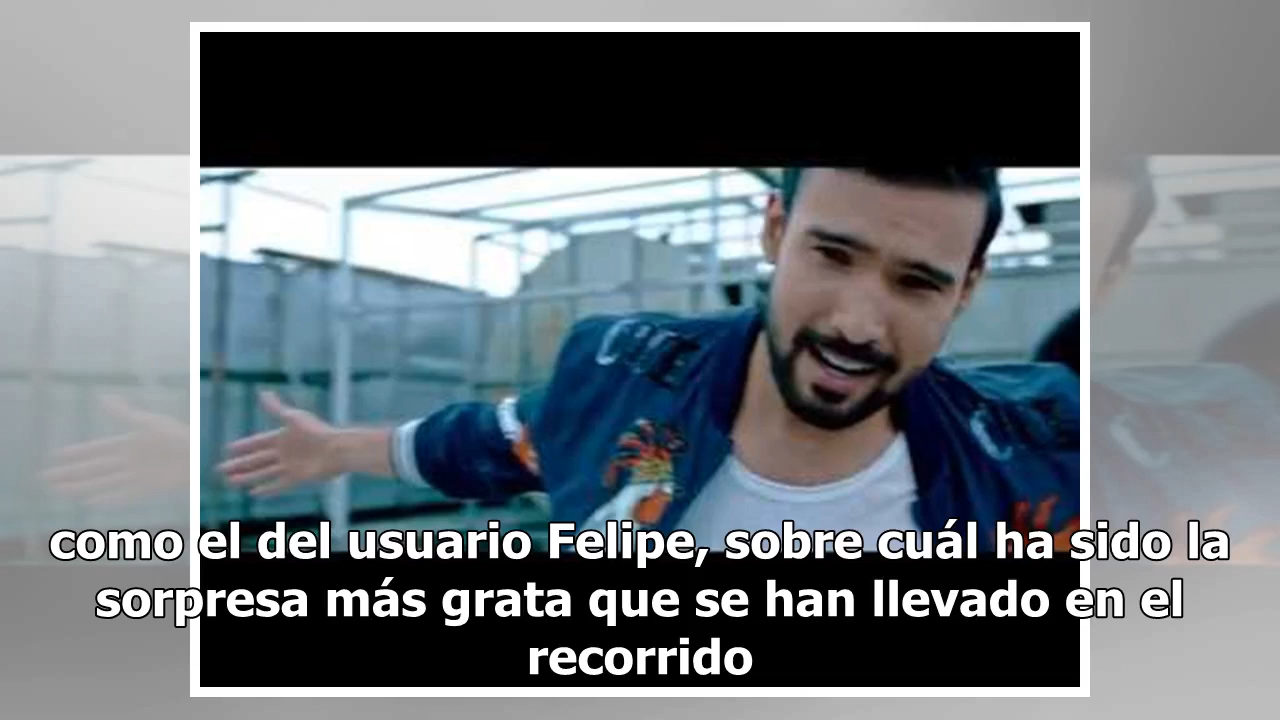 como el del usuario Felipe, sobre cuál ha sido la
sorpresa más grata que se han llevado en el
recorrido